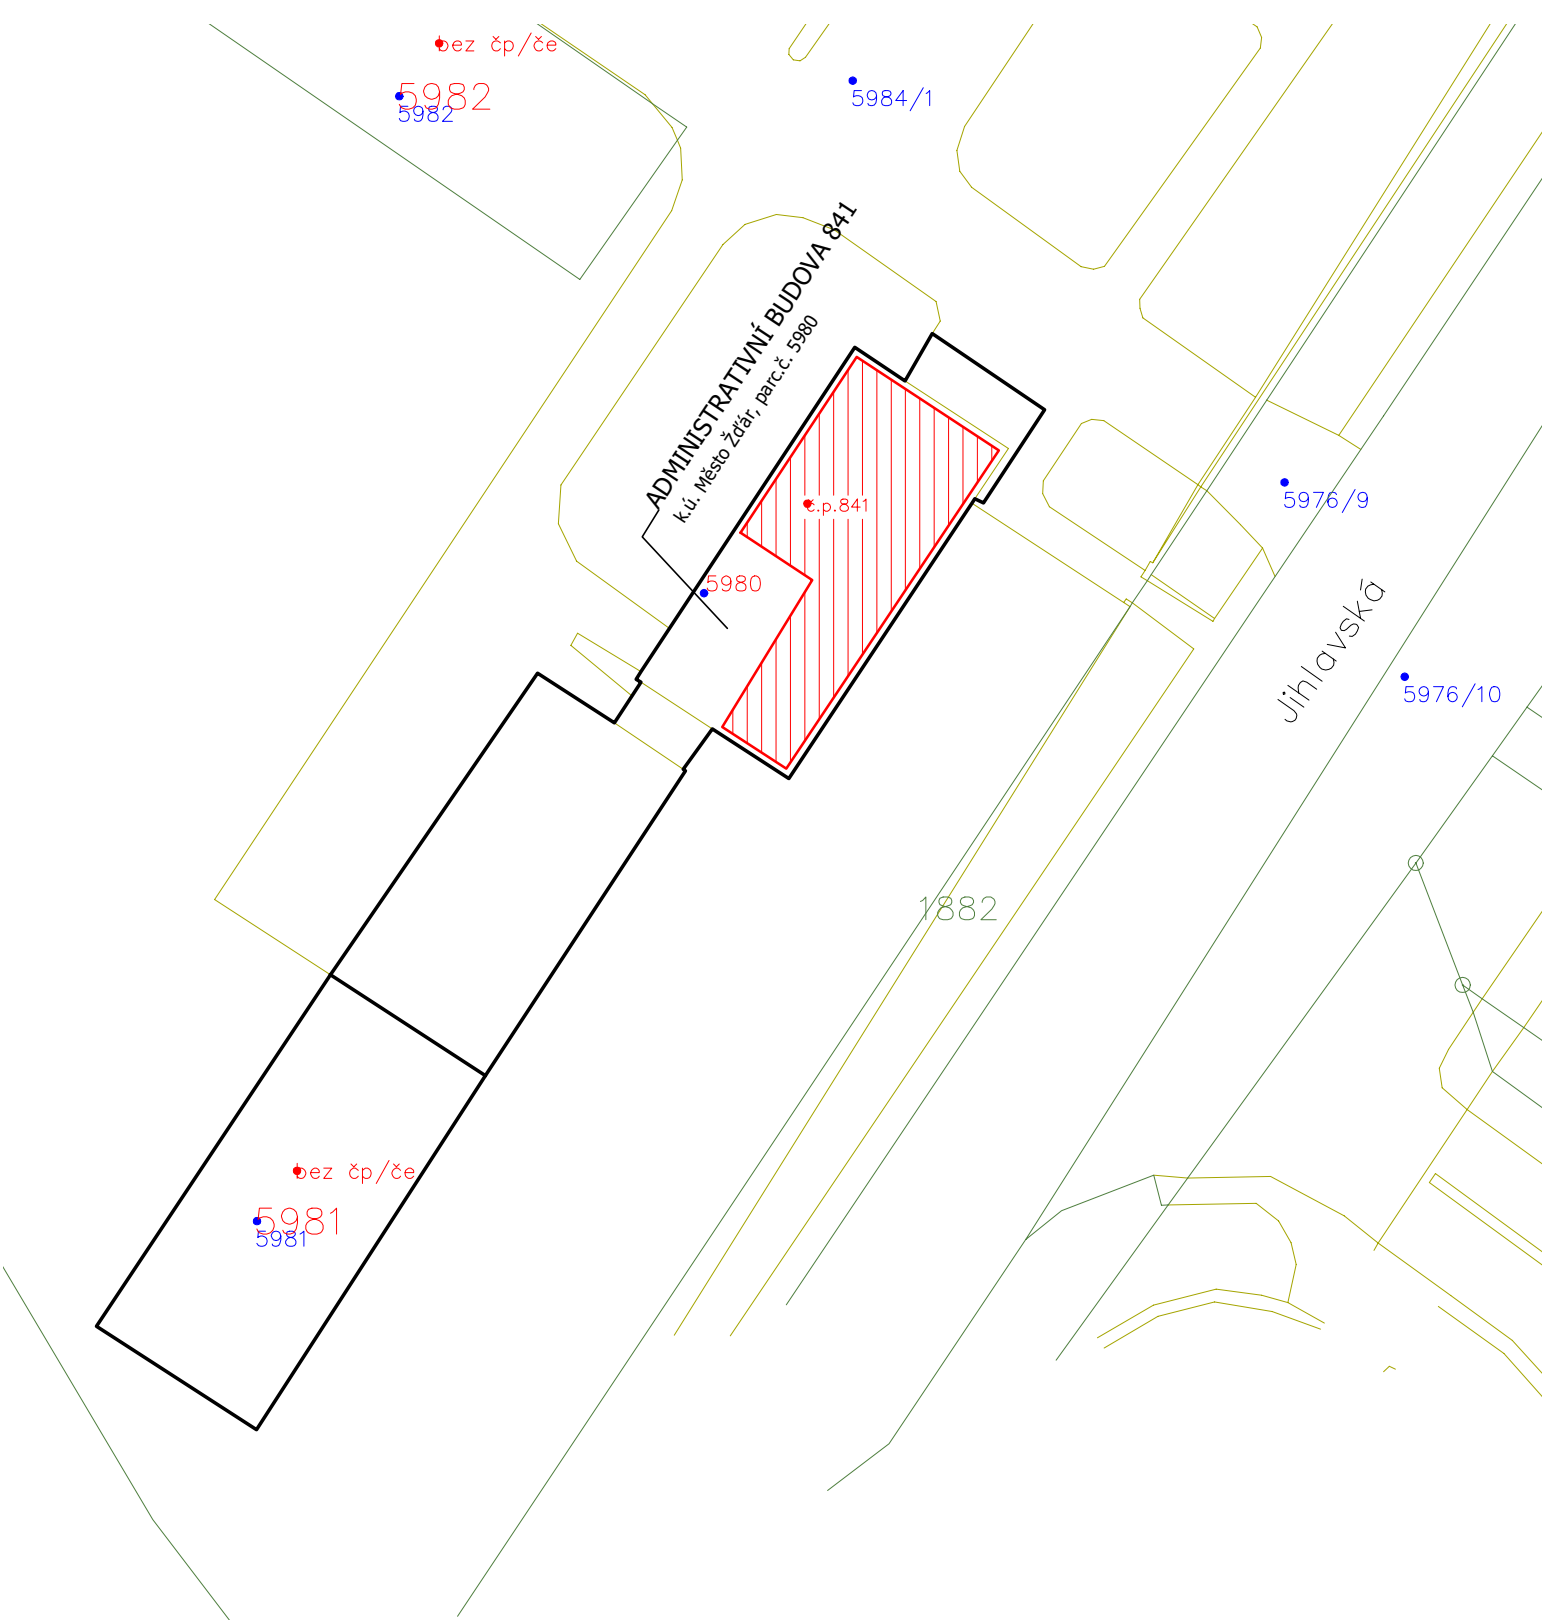 bez čp/če
5982
5982
5984/1
ADMINISTRATIVNÍ BUDOVA 841
k.ú. Město Žďár, parc.č. 5980
č.p.841
5976/9
5980
Jihlavská
5976/10
1882
bez čp/če
5981
5981